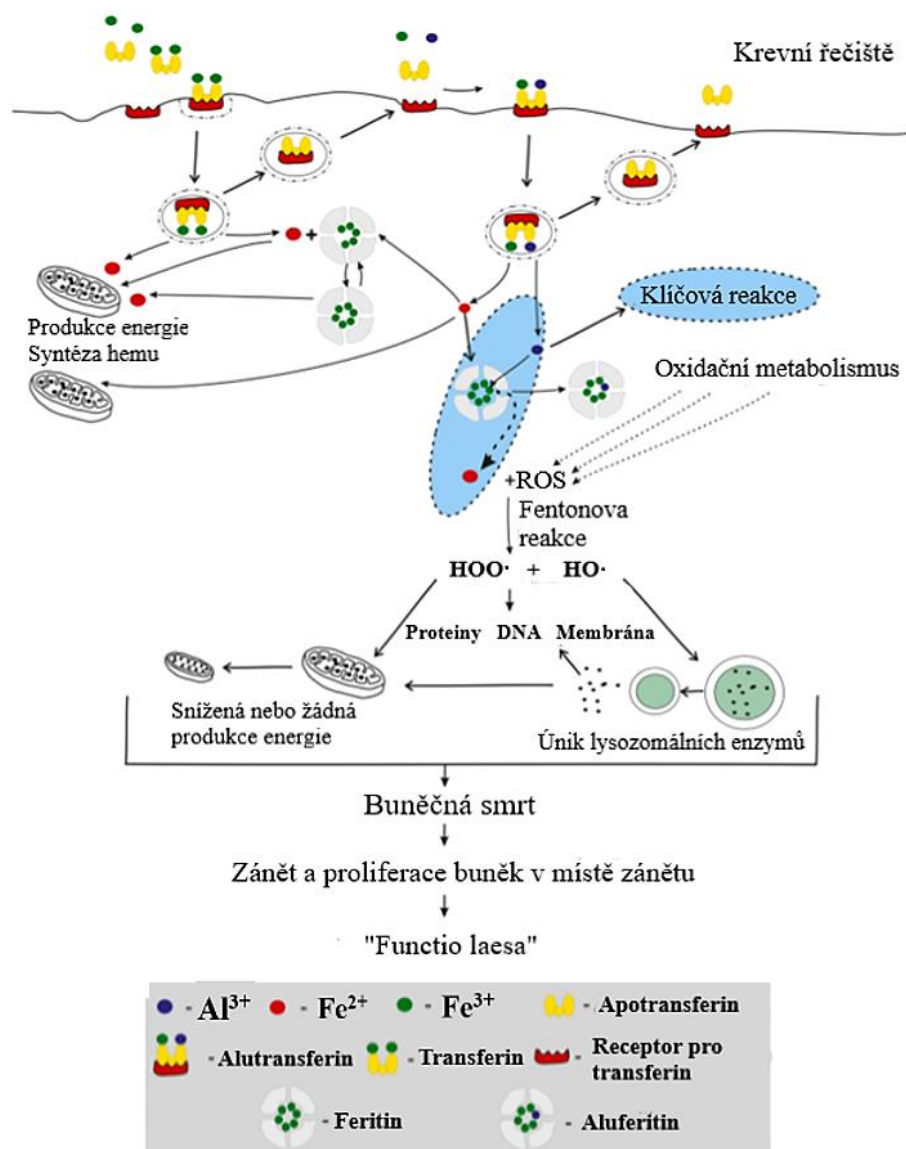 Krevní řečiště
Klíčová reakce
Produkce energie
Syntéza hemu
Oxidační metabolismus
+
+ROS
Fentonova
reakce
HOO· + HO·
Proteiny DNA Membrána
Snížená nebo žádná
produkce energie
Únik lysozomálních enzymů
Buněčná smrt
Zánět a proliferace buněk v místě zánětu
"Functio laesa"
- Al³⁺ - Fe²⁺ - Fe³⁺ - Apotransferin
- Alutransferrin - Transferin - Receptor pro
transferin
- Feritin - Aluferitin